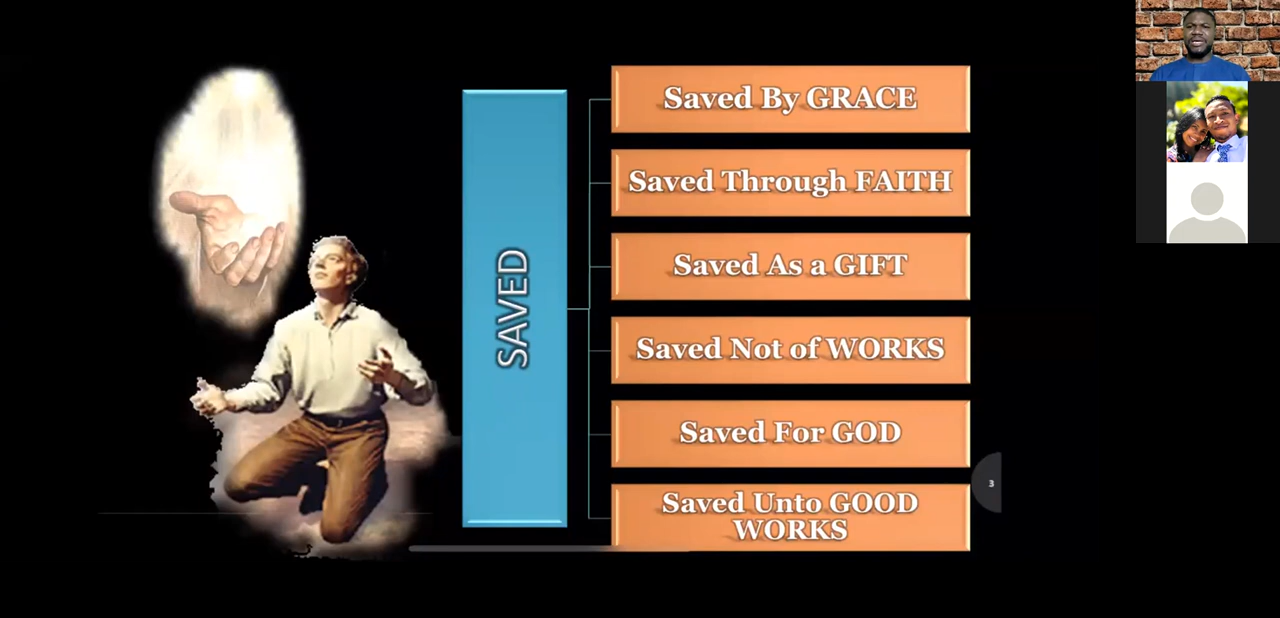 SAVED
Saved By GRACE
Saved Through FAITH
Saved As a GIFT
Saved Not of WORKS
Saved For GOD
Saved Unto GOOD
WORKS
3